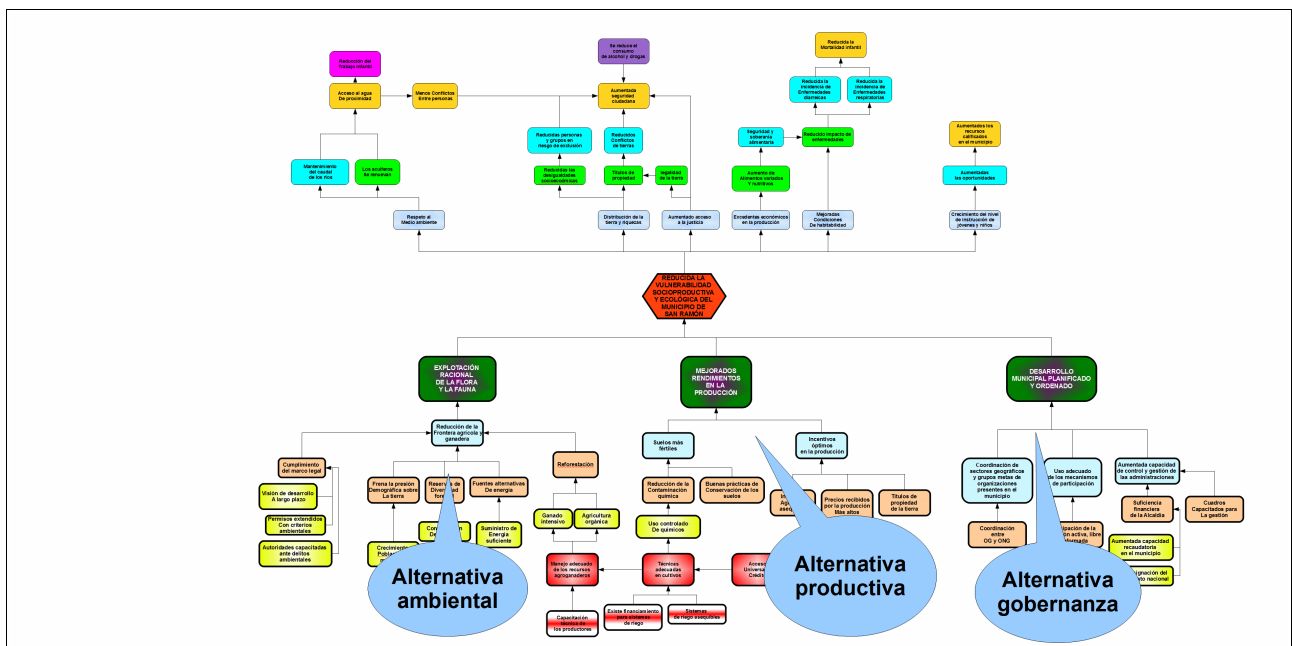 Reducción del
Trabajo infantil
Acceso al agua
De proximidad
Menos Conflictos
Entre personas
Se reduce el
consumo
de alcohol y drogas
Aumentada
seguridad
ciudadana
Reducida la
Mortalidad infantil
Reducida la
incidencia de
Enfermedades
diarreicas
Reducida la
incidencia de
Enfermedades
respiratorias
Mantenimiento
del caudal
de los ríos
Los acuíferos
Se renuevan
Reducidas personas
y grupos en
riesgo de exclusión
Reducidos
Conflictos
de tierras
Seguridad y
soberanía
alimentaria
Reducido impacto de
enfermedades
Aumentados los
recursos
calificados
en el municipio
Reducidas las
desigualdades
socioeconómicas
Títulos de
propiedad
legalidad
de la tierra
Aumento de
Alimentos variados
Y nutritivos
Aumentadas
las oportunidades
Respeto al
Medio ambiente
Distribución de la
tierra y riquecas
Aumentado acceso
a la justicia
Excedentes económicos
en la producción
Mejoradas
Condiciones
De habitabilidad
Crecimiento del nivel
de instrucción de
jóvenes y niños
REDUCIDA LA
VULNERABILIDAD
SOCIOPRODUCTIVA
Y ECOLÓGICA DEL
MUNICIPIO DE
SAN RAMÓN
EXPLOTACIÓN
RACIONAL
DE LA FLORA
Y LA FAUNA
MEJORADOS
RENDIMIENTOS
EN LA
PRODUCCIÓN
DESARROLLO
MUNICIPAL PLANIFICADO
Y ORDENADO
Reducción de la
Frontera agrícola y
ganadera
Suelos más
fértiles
Incentivos
óptimos
en la producción
Cumplimiento
del marco legal
Reforestación
Coordinación de
sectores geográficos
y grupos metas de
organizaciones
presentes en el
municipio
Uso adecuado
de los mecanismos
de participación
Aumentada capacidad
de control y gestión de
las administraciones
Visión de desarrollo
A largo plazo
Permisos extendidos
Con criterios
ambientales
Autoridades capacitadas
ante delitos
ambientales
Frena la presión
Demográfica sobre
La tierra
Reserva de
Fuentes alternativas
De energía
Suministro de
Energía
suficiente
Ganado
intensivo
Agricultura
orgánica
Reducción de la
Contaminación
química
Buenas prácticas de
Conservación de los
suelos
Uso controlado
De químicos
Precios recibidos
por la producción
Más altos
Títulos de
propiedad
de la tierra
Coordinación
entre
OG y ONG
Suficiencia
financiera
de la Alcaldía
Cuadros
Capacitados para
La gestión
Aumentada capacidad
recaudatoria
en el municipio
Manejo adecuado
de los recursos
agroganaderos
Técnicas
adecuadas
en cultivos
Capacitación
técnica de
los productores
Existe financiamiento
para sistemas
de riego
Sistemas
de riego asequibles
Alternativa
ambiental
Alternativa
productiva
Alternativa
gobernanza